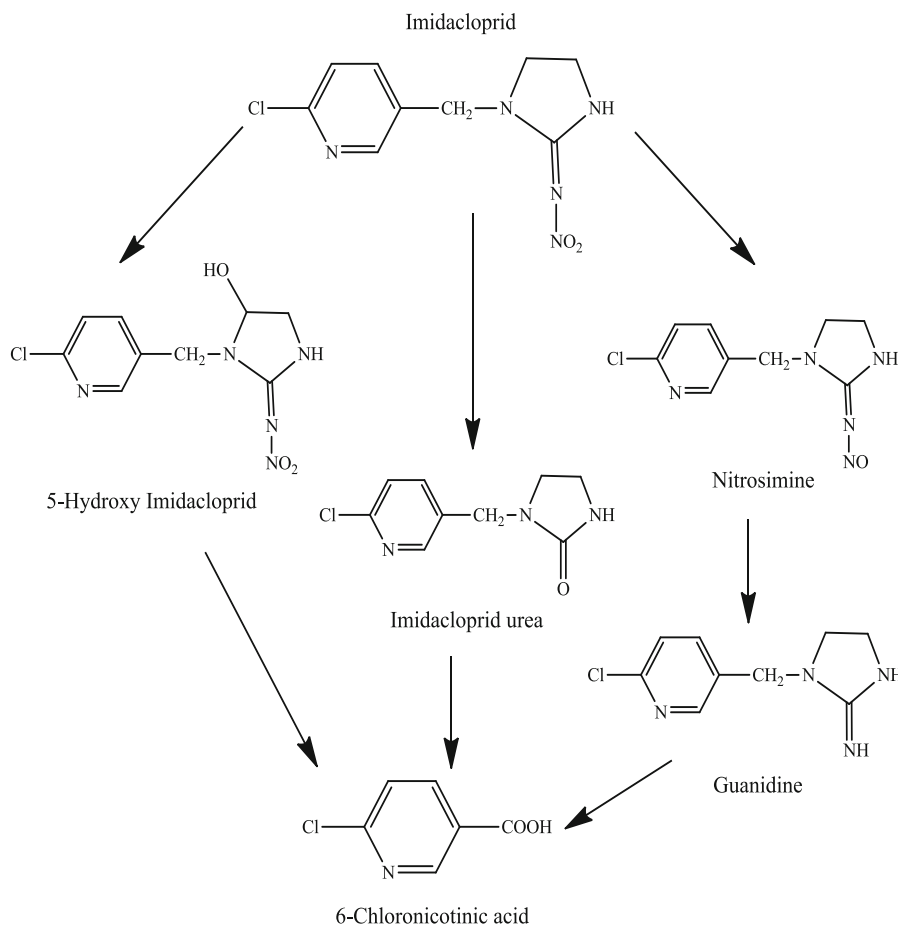 Imidacloprid
Cl
N
CH₂
N
NH
N
NO₂
HO
Cl
N
CH₂
N
NH
N
NO₂
5-Hydroxy Imidacloprid
Cl
N
CH₂
N
NH
N
NO
Nitrosimine
Cl
N
CH₂
N
NH
O
Imidacloprid urea
Cl
N
CH₂
N
NH
NH
Guanidine
Cl
N
COOH
6-Chloronicotinic acid